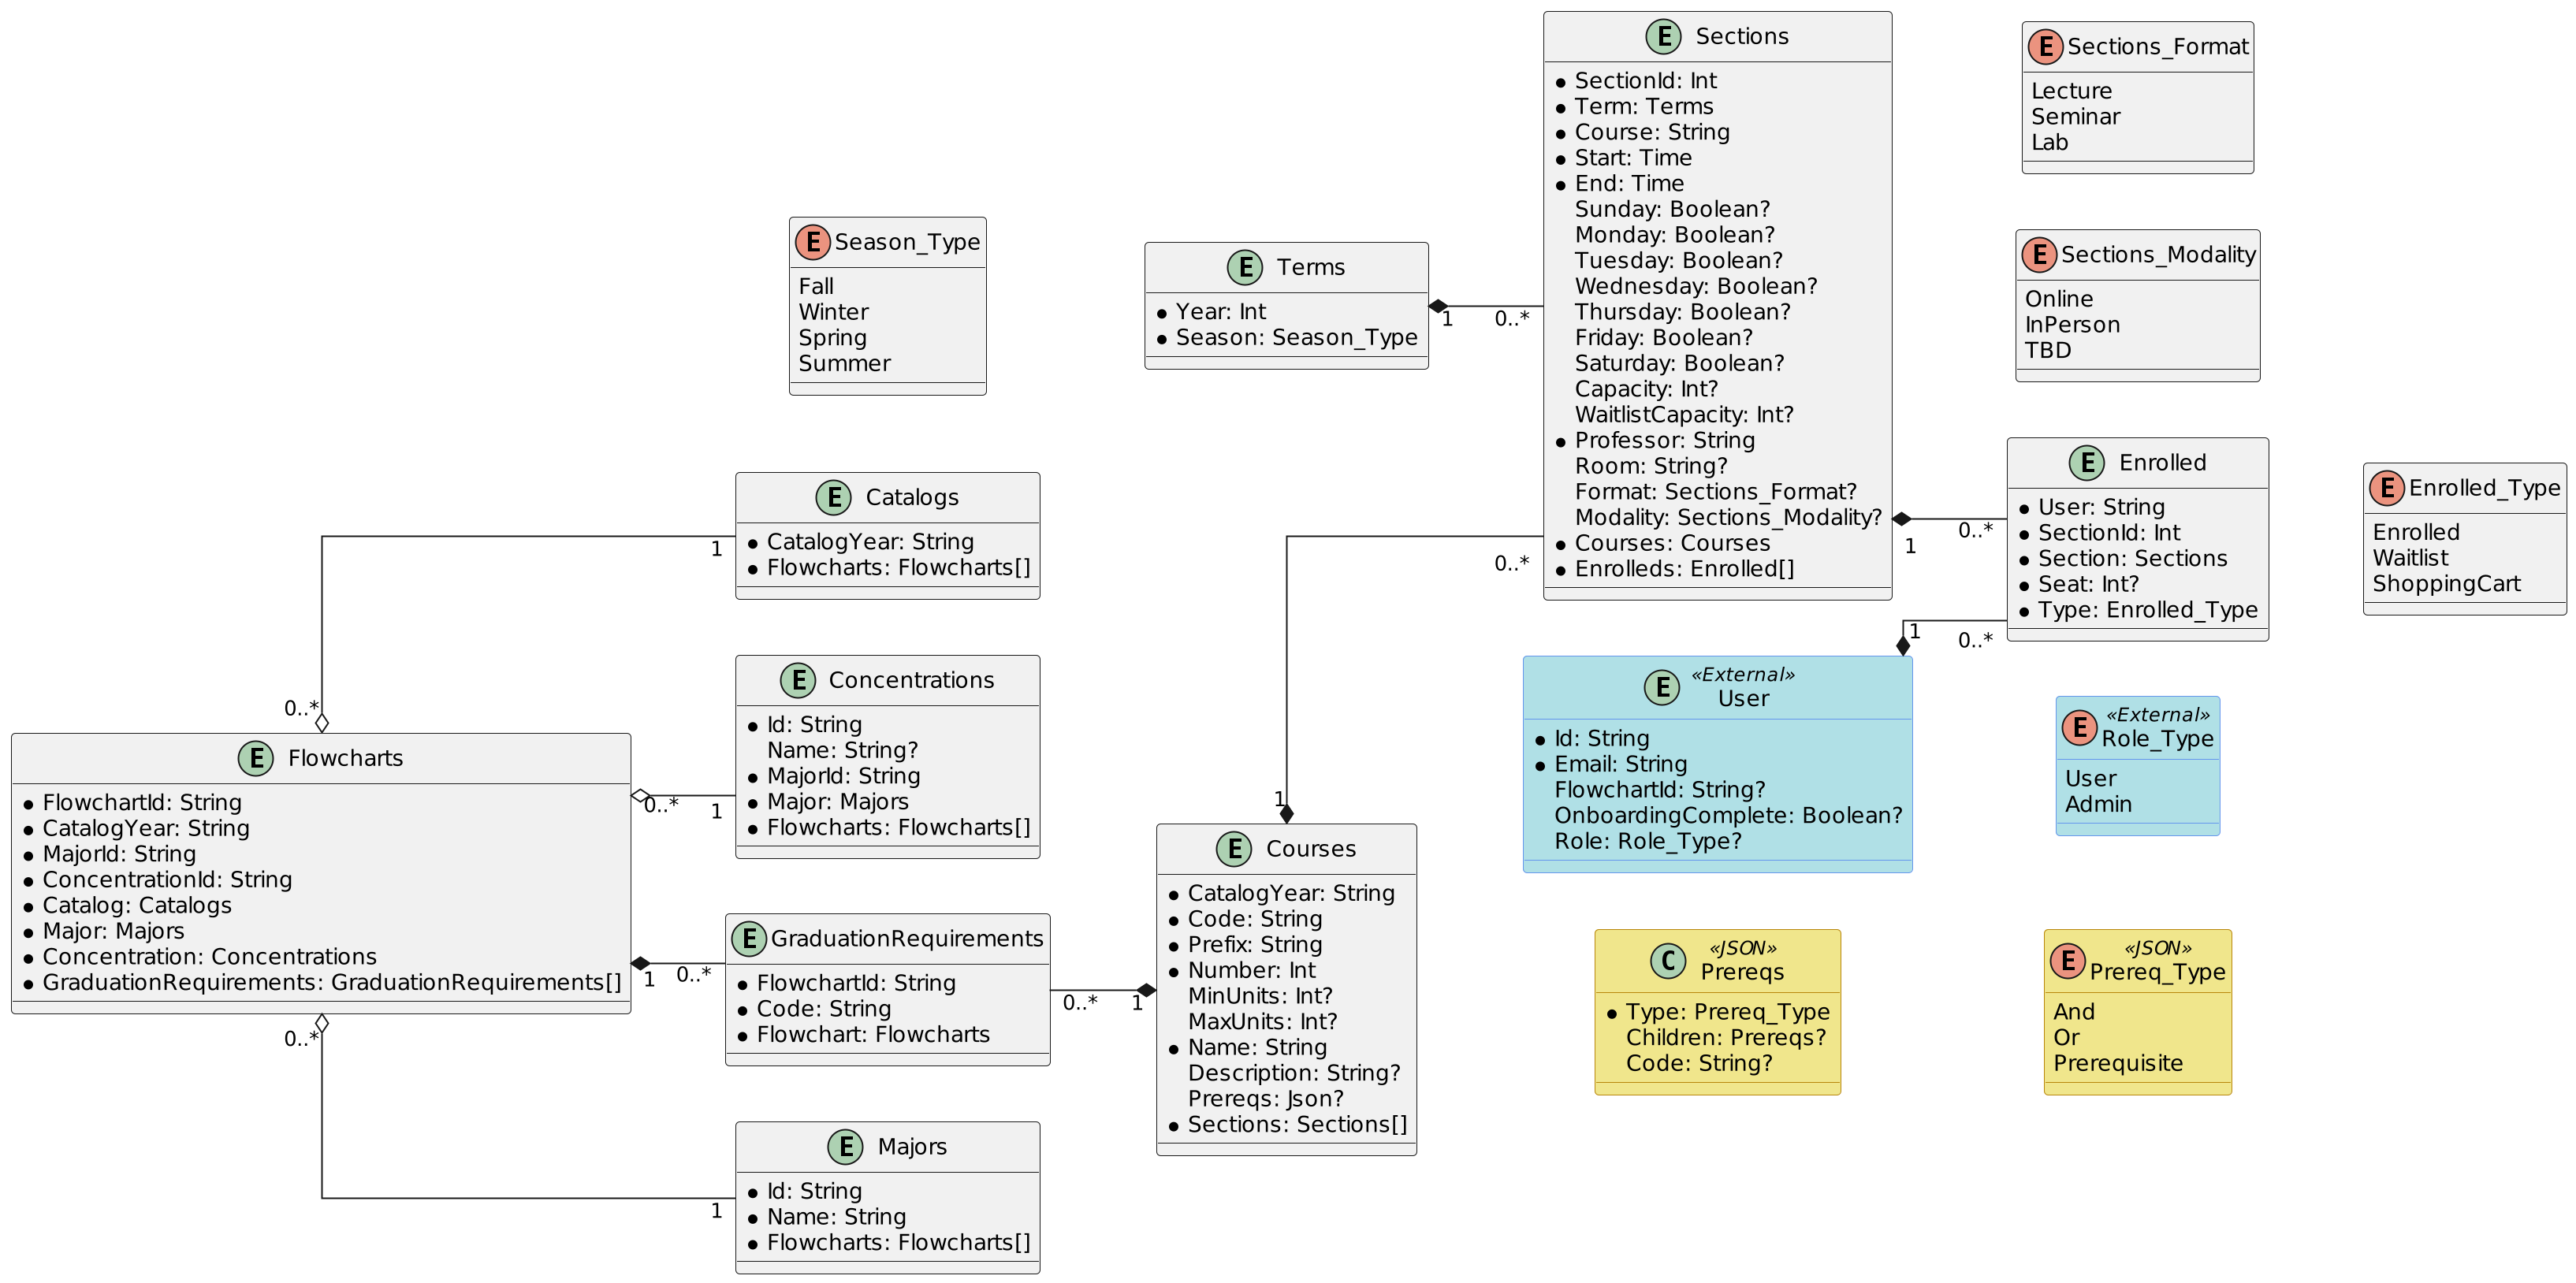 E Sections
SectionId: Int
Term: Terms
Course: String
Start: Time
End: Time
Sunday: Boolean?
Monday: Boolean?
Tuesday: Boolean?
Wednesday: Boolean?
Thursday: Boolean?
Friday: Boolean?
Saturday: Boolean?
Capacity: Int?
WaitlistCapacity: Int?
Professor: String
Room: String?
Format: Sections_Format?
Modality: Sections_Modality?
Courses: Courses
Enrolleds: Enrolled[]
E Sections_Format
Lecture
Seminar
Lab
E Season_Type
Fall
Winter
Spring
Summer
E Terms
Year: Int
Season: Season_Type
1 0..*
E Sections_Modality
Online
InPerson
TBD
E Catalogs
CatalogYear: String
Flowcharts: Flowcharts[]
1
0..*
E Enrolled
User: String
SectionId: Int
Section: Sections
Seat: Int?
Type: Enrolled_Type
1 0..*
1 0..*
E Enrolled_Type
Enrolled
Waitlist
ShoppingCart
E Concentrations
Id: String
Name: String?
MajorId: String
Major: Majors
Flowcharts: Flowcharts[]
0..* 1
E Flowcharts
FlowchartId: String
CatalogYear: String
MajorId: String
ConcentrationId: String
Catalog: Catalogs
Major: Majors
Concentration: Concentrations
GraduationRequirements: GraduationRequirements[]
1 0..*
E GraduationRequirements
FlowchartId: String
Code: String
Flowchart: Flowcharts
0..* 1
0..*
1
E Courses
CatalogYear: String
Code: String
Prefix: String
Number: Int
MinUnits: Int?
MaxUnits: Int?
Name: String
Description: String?
Prereqs: Json?
Sections: Sections[]
0..*
1
E «External»
User
Id: String
Email: String
FlowchartId: String?
OnboardingComplete: Boolean?
Role: Role_Type?
E «External»
Role_Type
User
Admin
C «JSON»
Prereqs
Type: Prereq_Type
Children: Prereqs?
Code: String?
E «JSON»
Prereq_Type
And
Or
Prerequisite
E Majors
Id: String
Name: String
Flowcharts: Flowcharts[]
0..*
1